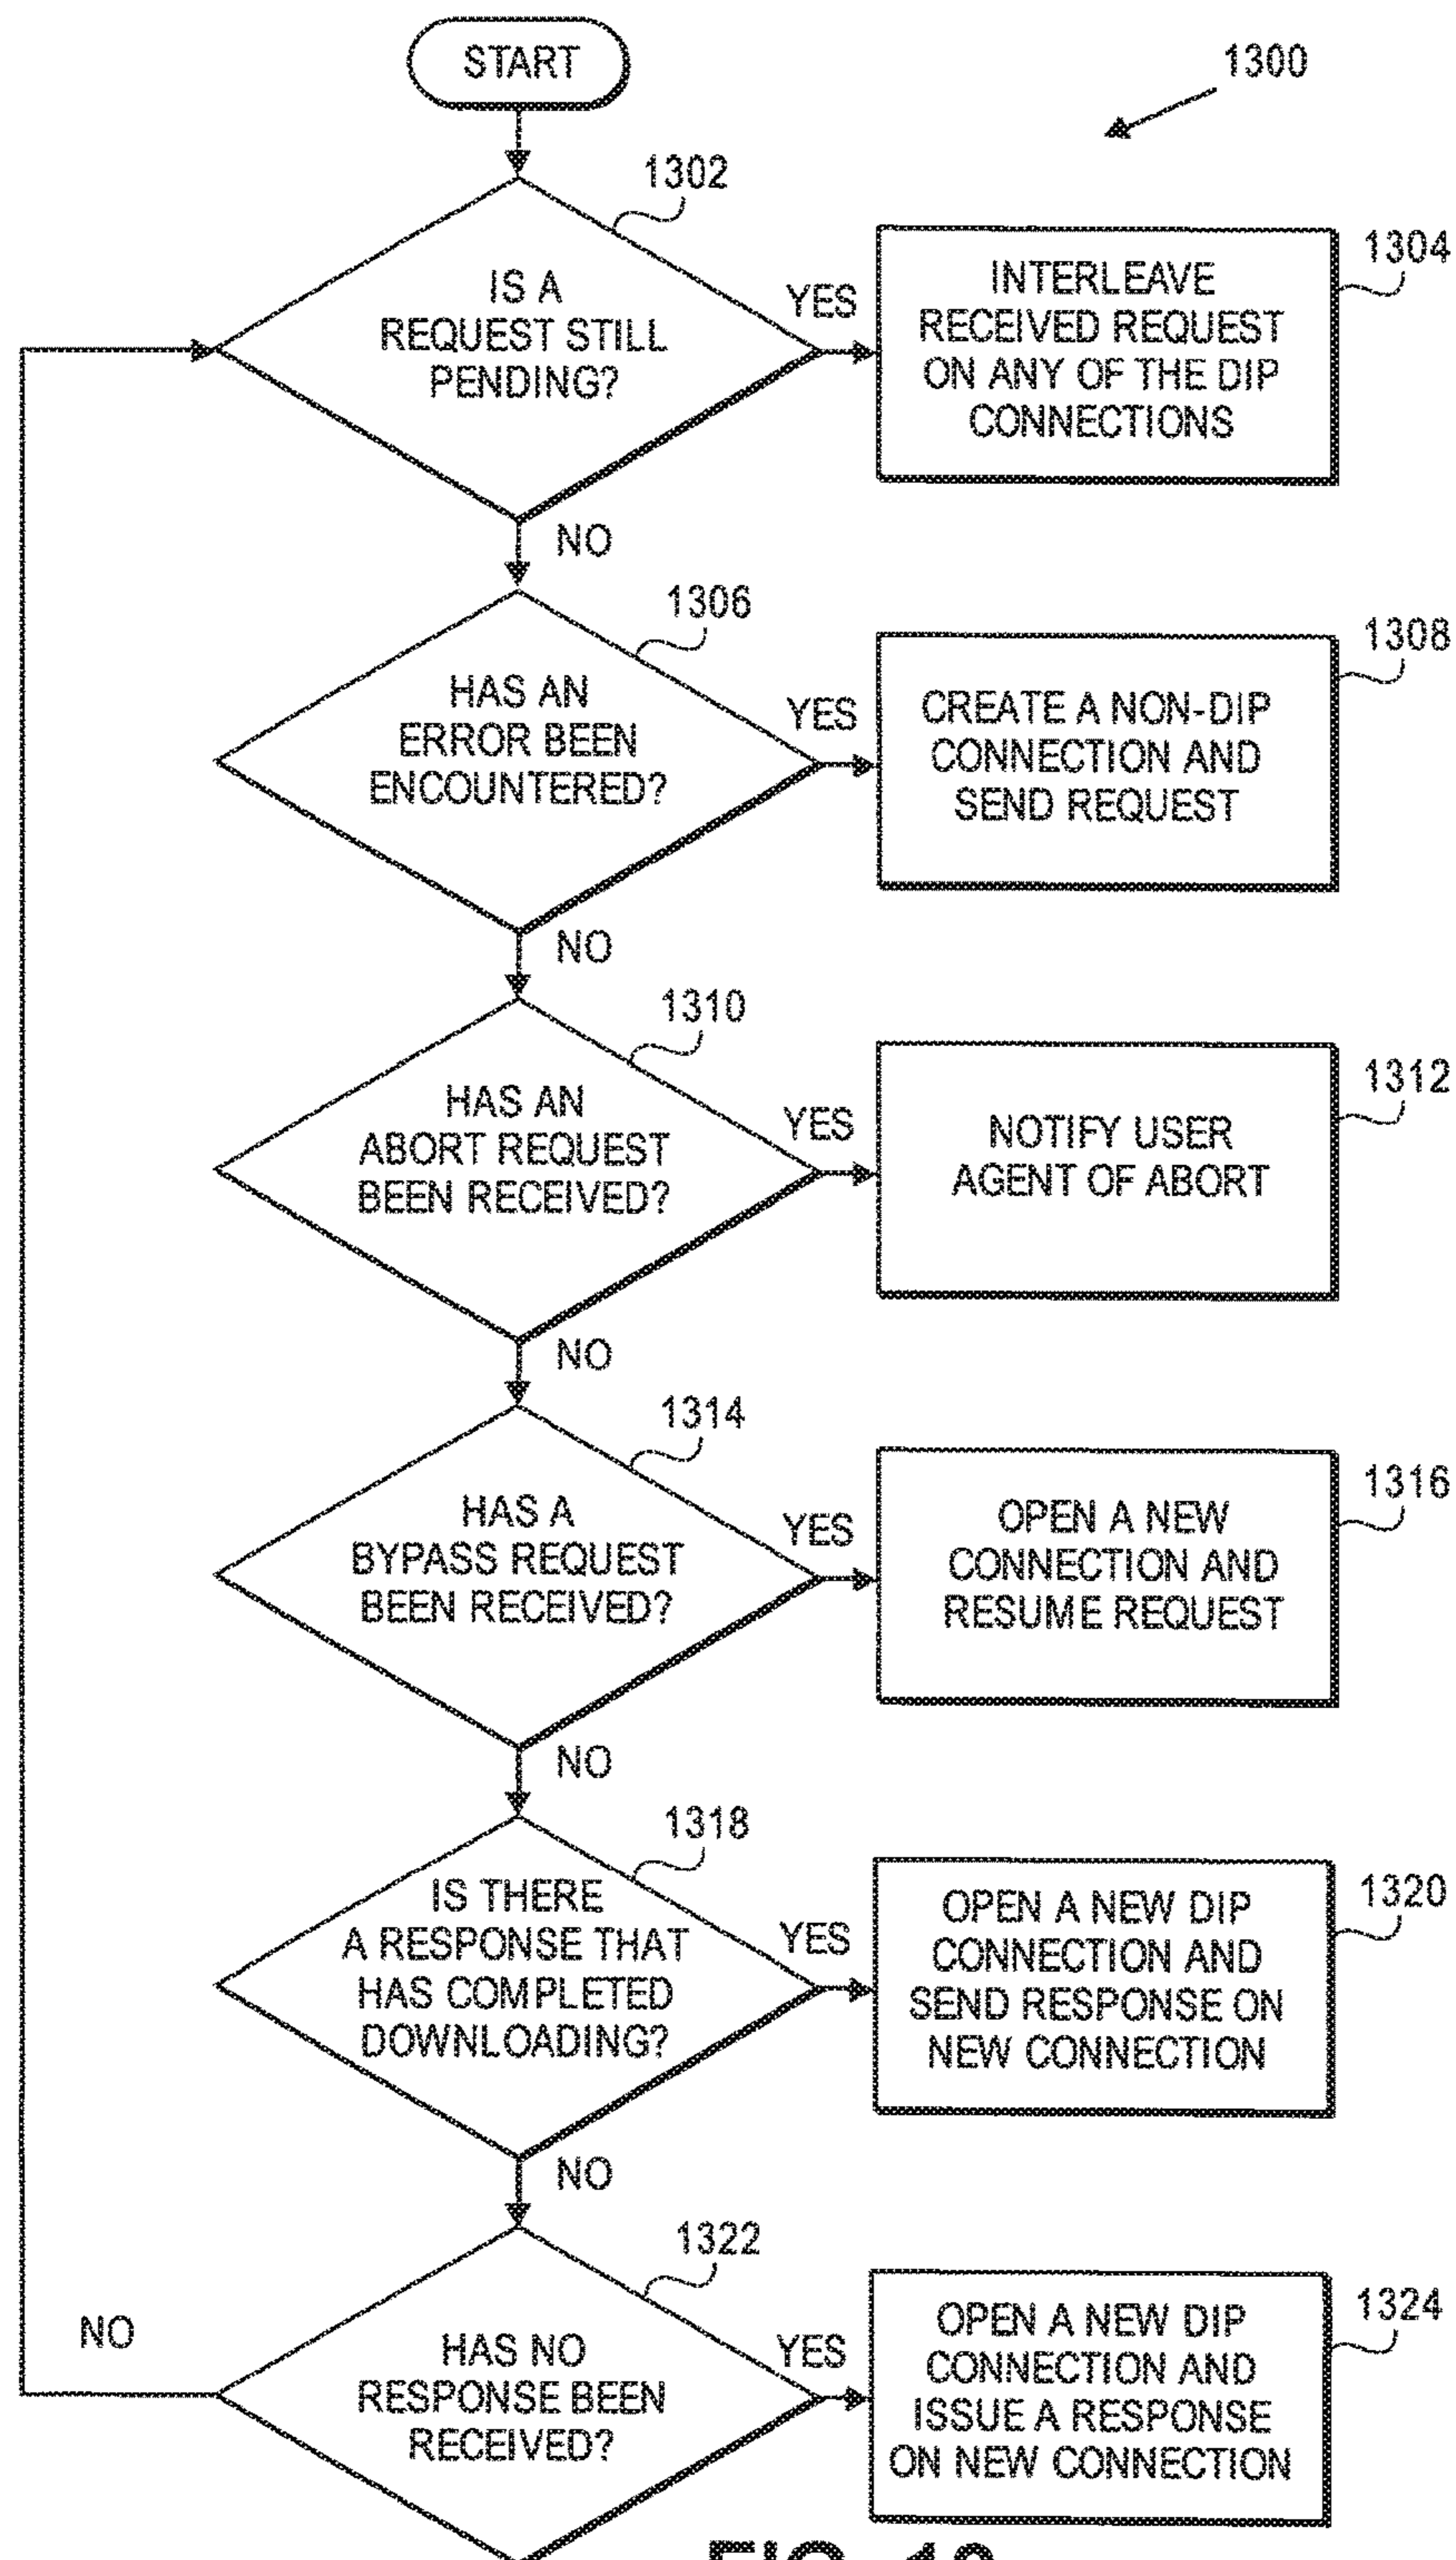 START
1300
1302
IS A
REQUEST STILL
PENDING?
YES
1304
INTERLEAVE
RECEIVED REQUEST
ON ANY OF THE DIP
CONNECTIONS
NO
1306
HAS AN
ERROR BEEN
ENCOUNTERED?
YES
1308
CREATE A NON-DIP
CONNECTION AND
SEND REQUEST
NO
1310
HAS AN
ABORT REQUEST
BEEN RECEIVED?
YES
1312
NOTIFY USER
AGENT OF ABORT
NO
1314
HAS A
BYPASS REQUEST
BEEN RECEIVED?
YES
1316
OPEN A NEW
CONNECTION AND
RESUME REQUEST
NO
1318
IS THERE
A RESPONSE THAT
HAS COMPLETED
DOWNLOADING?
YES
1320
OPEN A NEW DIP
CONNECTION AND
SEND RESPONSE ON
NEW CONNECTION
NO
1322
HAS NO
RESPONSE BEEN
RECEIVED?
NO
YES
1324
OPEN A NEW DIP
CONNECTION AND
ISSUE A RESPONSE
ON NEW CONNECTION
FIG.